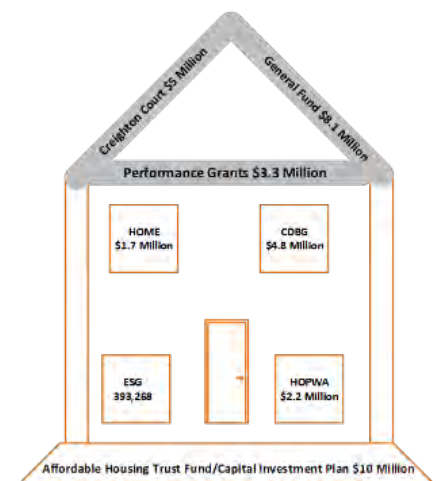 Creighton Court $5 Million
General Fund $8.1 Million
Performance Grants $3.3 Million
HOME
$1.7 Million
CDBG
$4.8 Million
ESG
393,268
HOPWA
$2.2 Million
Affordable Housing Trust Fund/Capital Investment Plan $10 Million